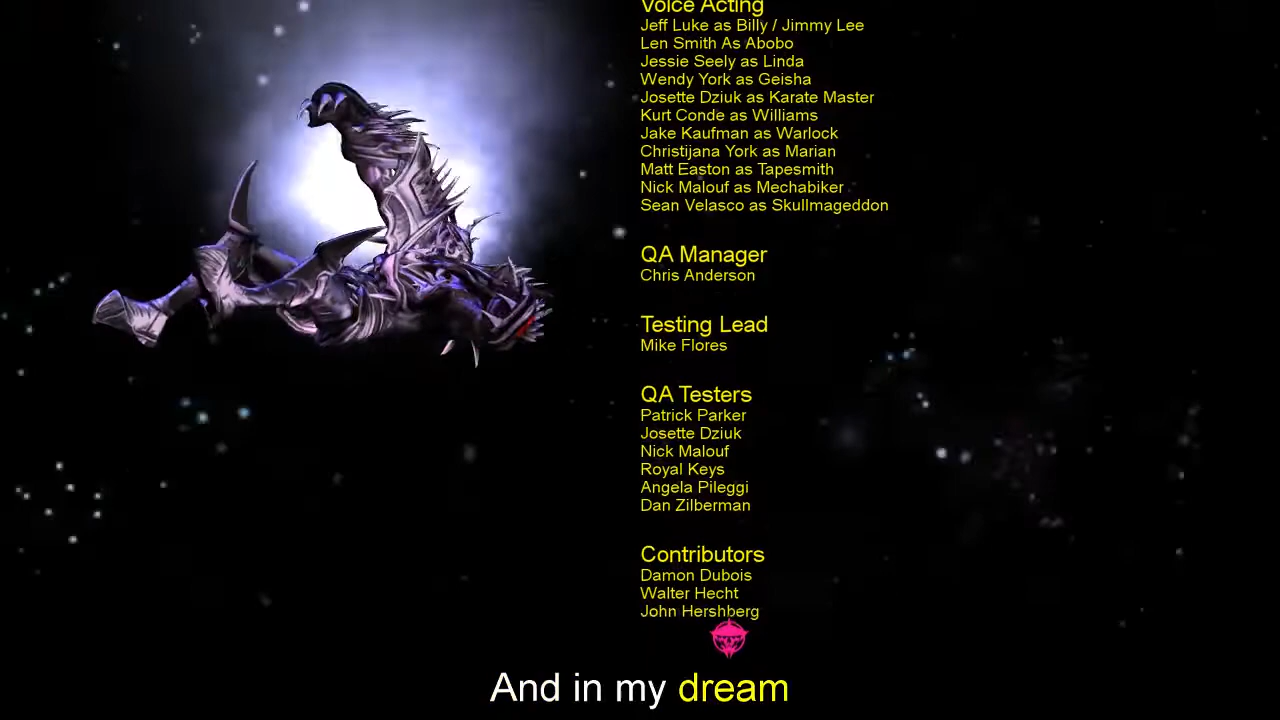 Voice Acting
Jeff Luke as Billy / Jimmy Lee
Len Smith As Abobo
Jessie Seely as Linda
Wendy York as Geisha
Josette Dziuk as Karate Master
Kurt Conde as Williams
Jake Kaufman as Warlock
Christijana York as Marian
Matt Easton as Tapesmith
Nick Malouf as Mechabiker
Sean Velasco as Skullmageddon
QA Manager
Chris Anderson
Testing Lead
Mike Flores
QA Testers
Patrick Parker
Josette Dziuk
Nick Malouf
Royal Keys
Angela Pileggi
Dan Zilberman
Contributors
Damon Dubois
Walter Hecht
John Hershberg
And in my dream